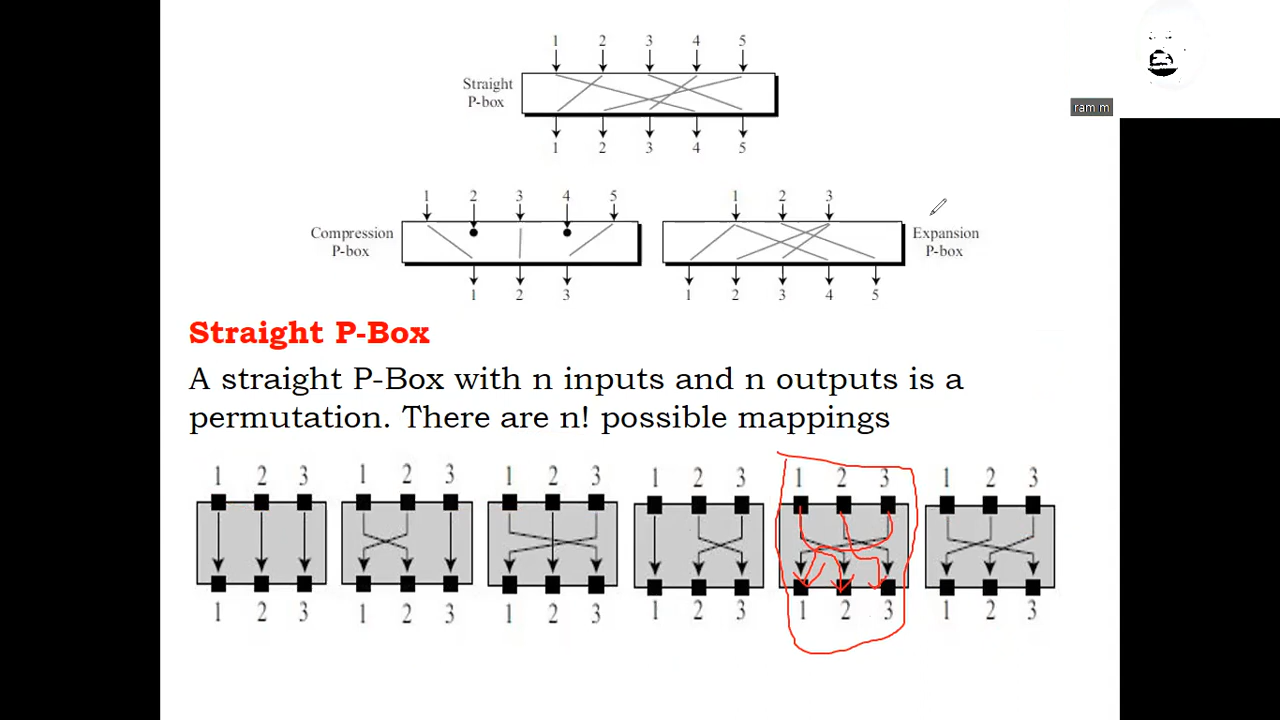 ram m
1 2 3 4 5
Straight
P-box
1 2 3 4 5
1 2 3 4 5
Compression
P-box
1 2 3
1 2 3
Expansion
P-box
1 2 3 4 5
Straight P-Box
A straight P-Box with n inputs and n outputs is a
permutation. There are n! possible mappings
1 2 3 1 2 3 1 2 3 1 2 3 1 2 3 1 2 3
1 2 3 1 2 3 1 2 3 1 2 3 1 2 3 1 2 3